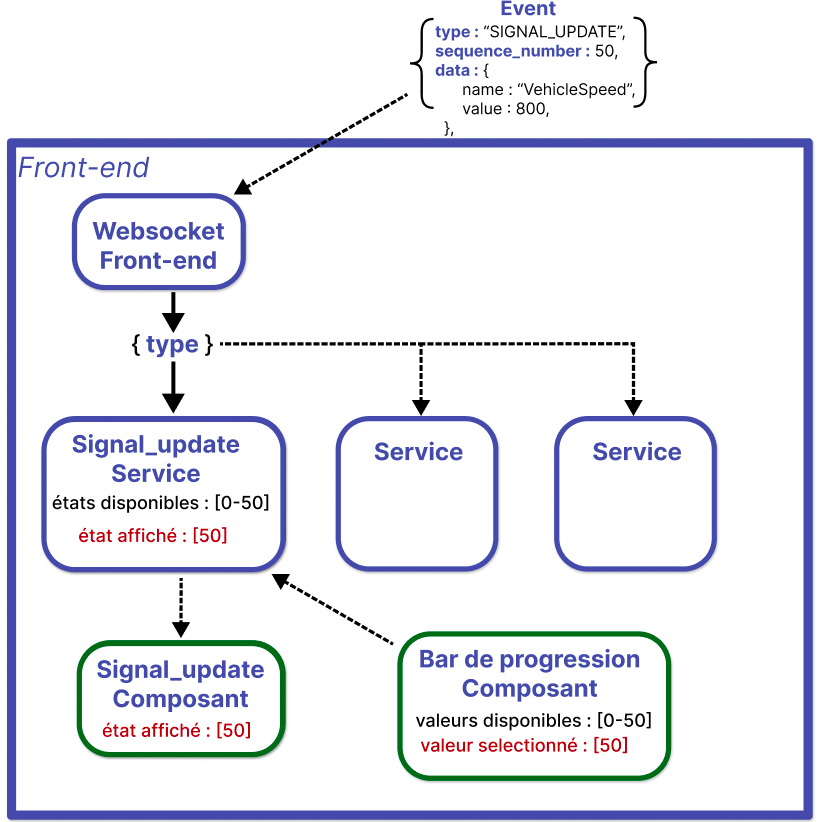 Event
type : “SIGNAL_UPDATE”,
sequence_number : 50,
data : {
name : “VehicleSpeed”,
value : 800,
},
Front-end
Websocket
Front-end
{ type }
Signal_update
Service
états disponibles : [0-50]
état affiché : [50]
Service
Service
Signal_update
Composant
état affiché : [50]
Bar de progression
Composant
valeurs disponibles : [0-50]
valeur selectionné : [50]